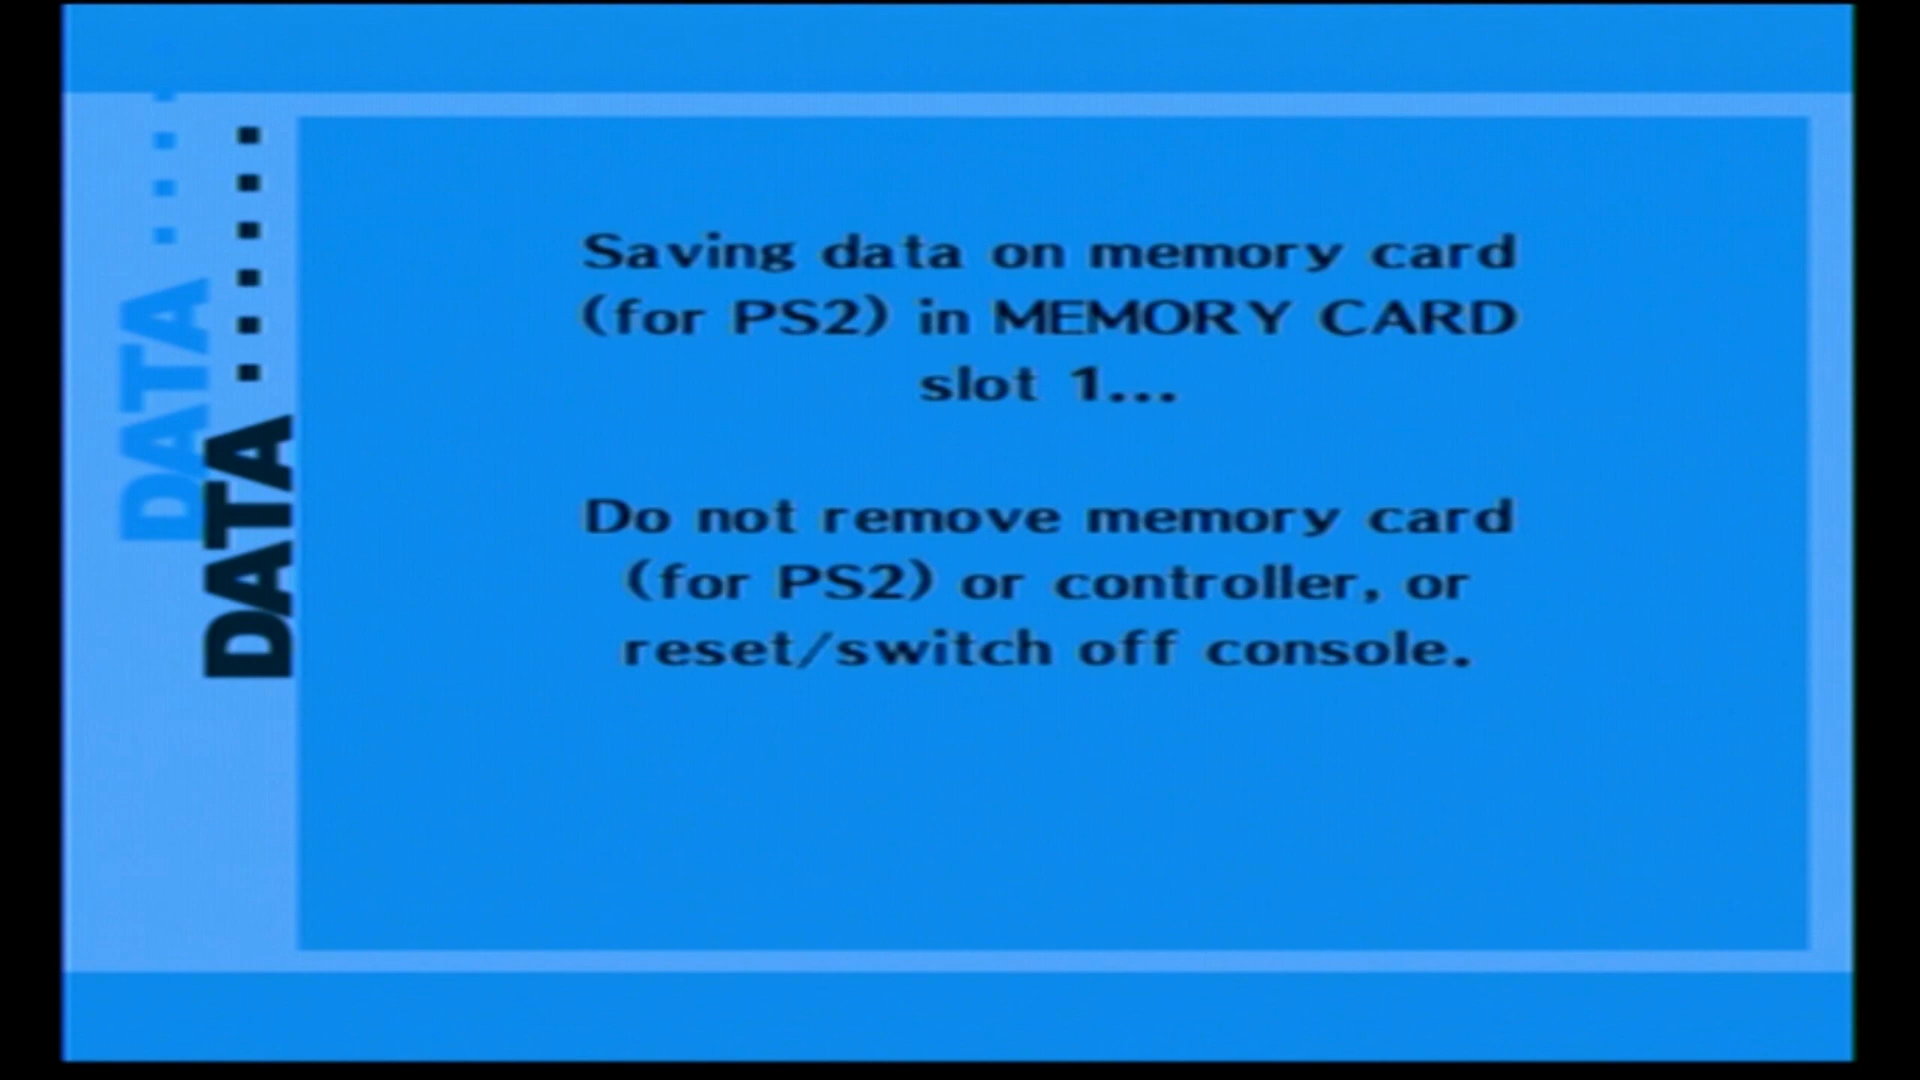 DATA ......
DATA ....
Saving data on memory card
(for PS2) in MEMORY CARD
slot 1...
Do not remove memory card
(for PS2) or controller, or
reset/switch off console.